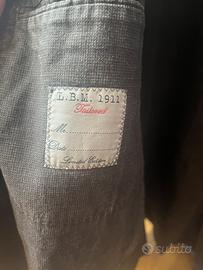 L.B.M. 1911
Tailored
Mr.
Date
Limited Edition
subito